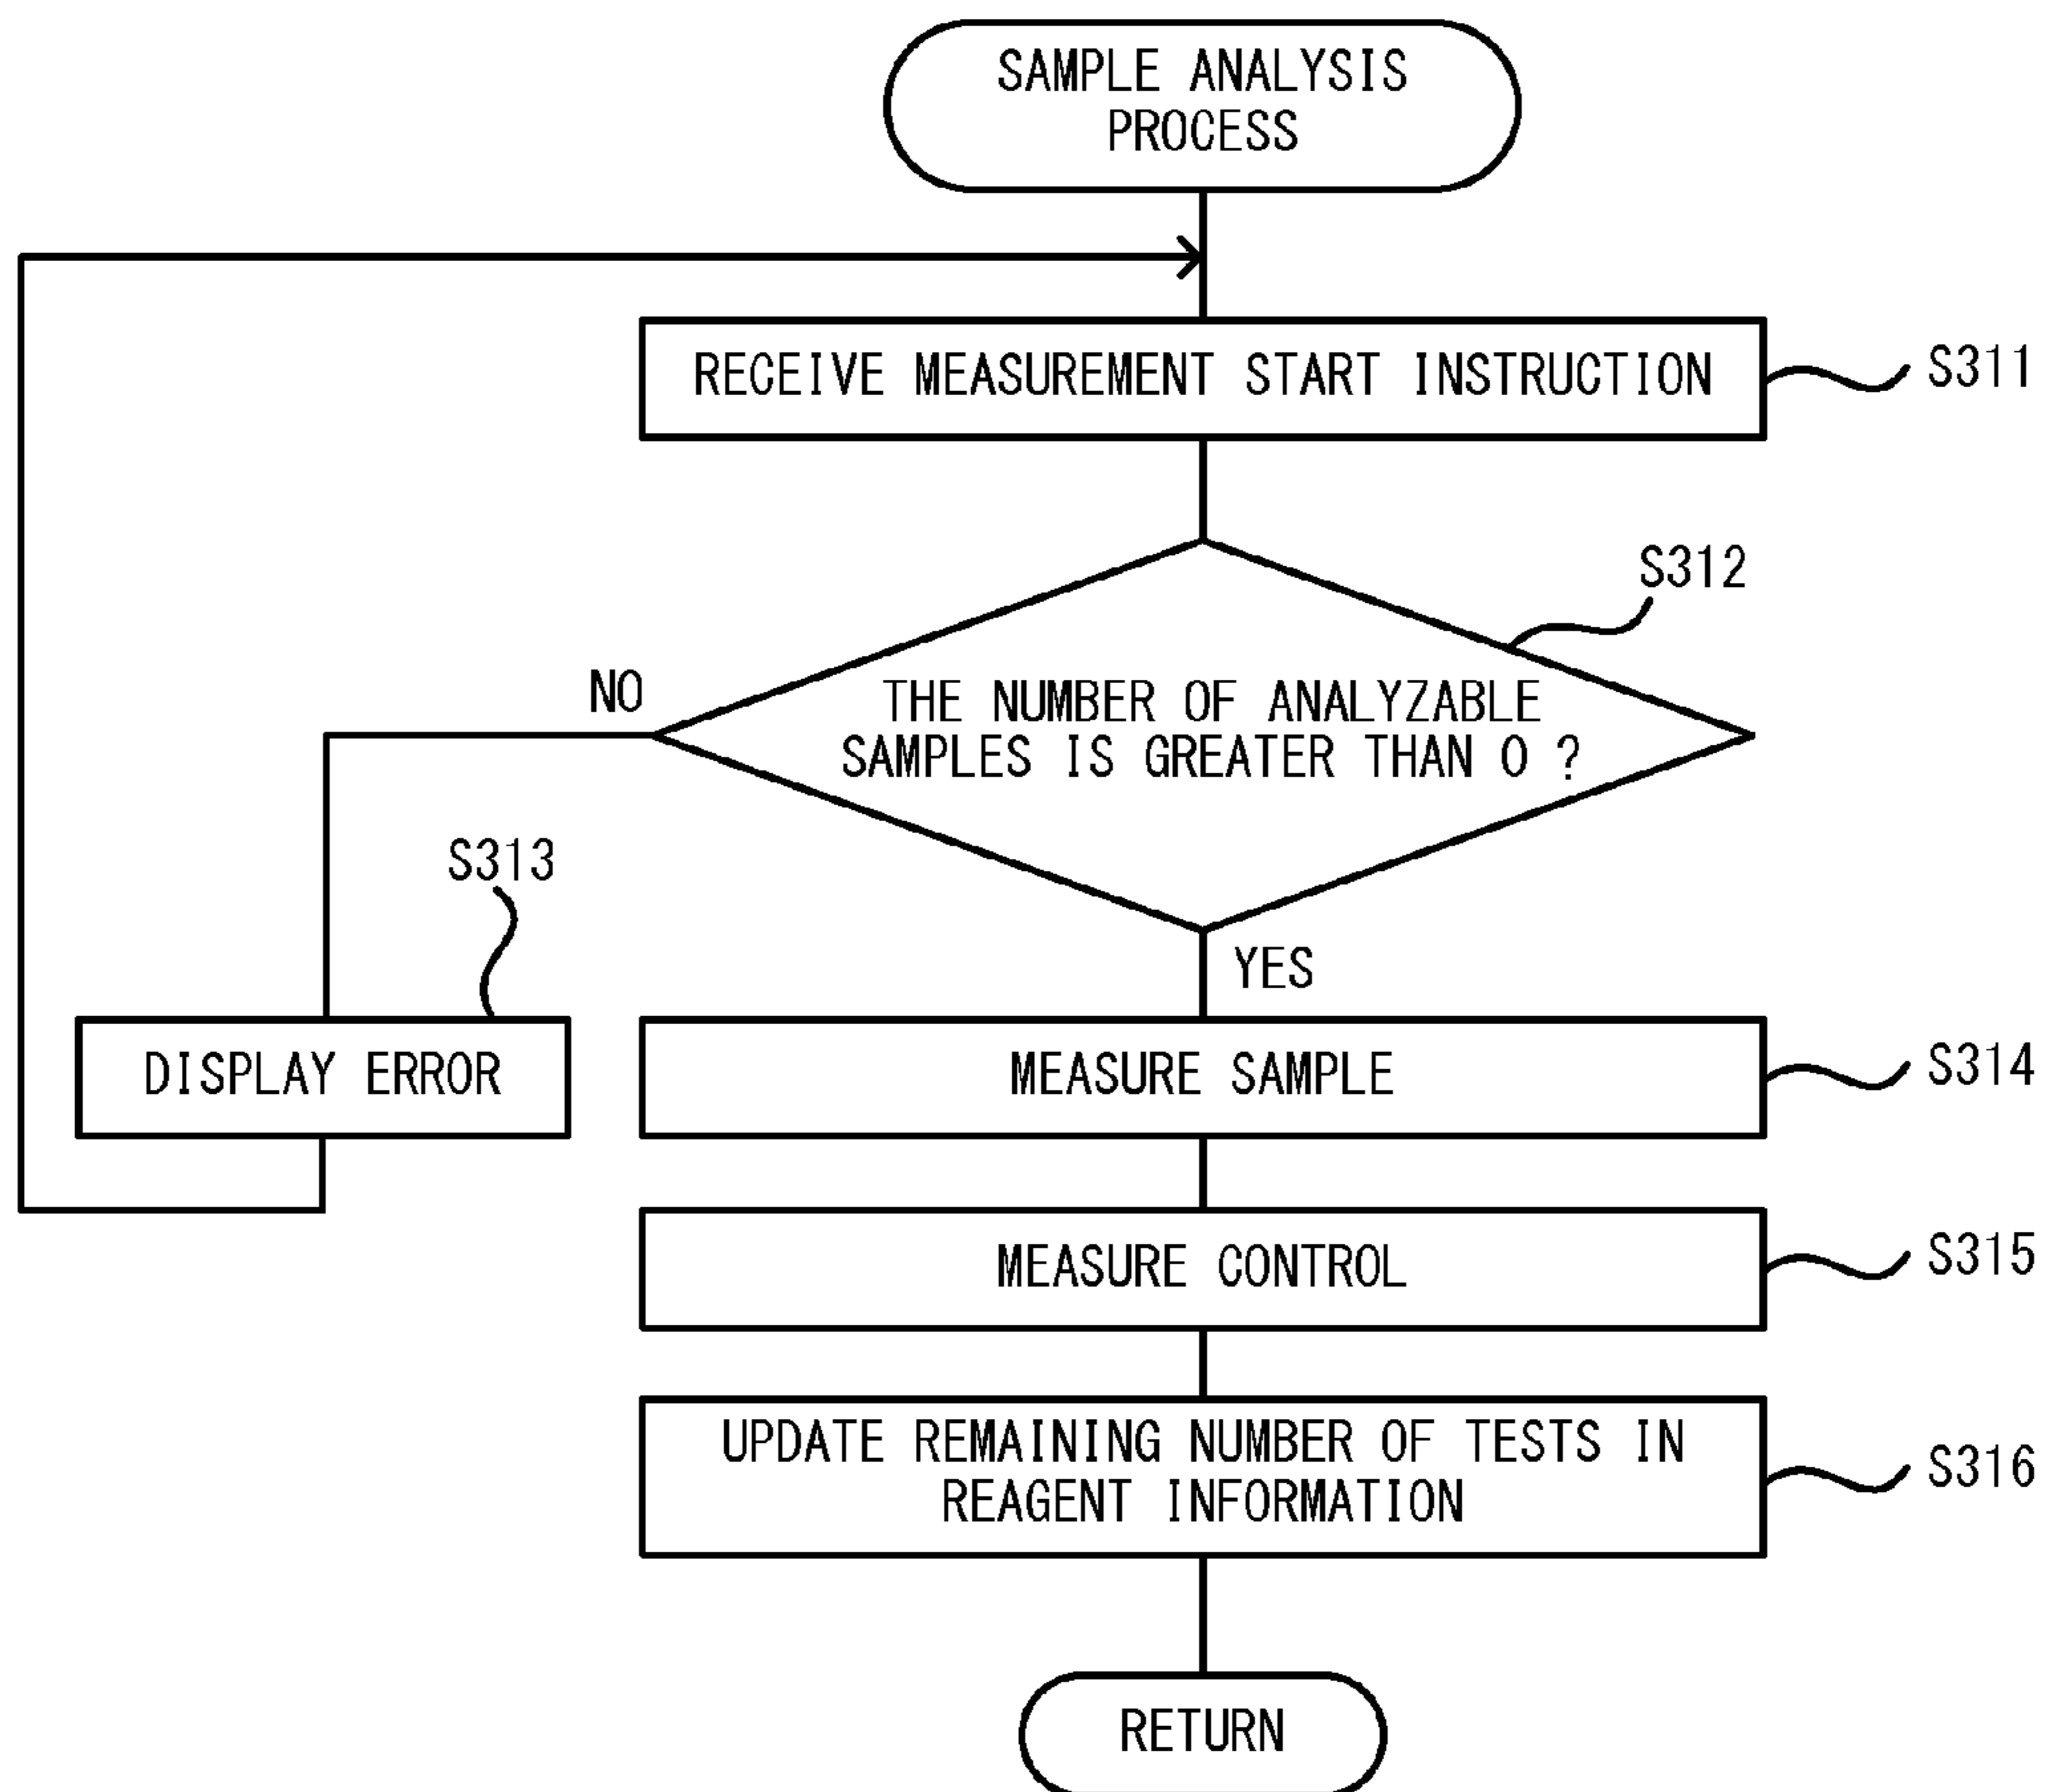 SAMPLE ANALYSIS
PROCESS
RECEIVE MEASUREMENT START INSTRUCTION
S311
S312
NO
THE NUMBER OF ANALYZABLE
SAMPLES IS GREATER THAN 0 ?
S313
YES
DISPLAY ERROR
MEASURE SAMPLE
S314
MEASURE CONTROL
S315
UPDATE REMAINING NUMBER OF TESTS IN
REAGENT INFORMATION
S316
RETURN